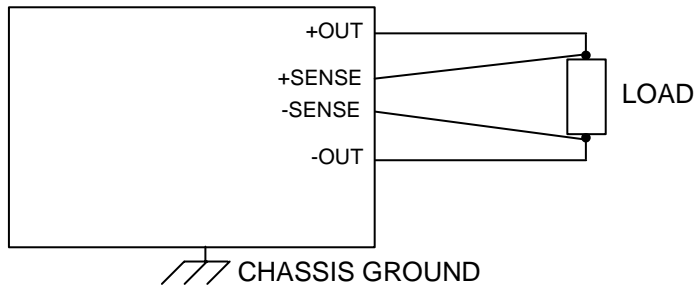 +OUT
+SENSE
-SENSE
-OUT
LOAD
CHASSIS GROUND